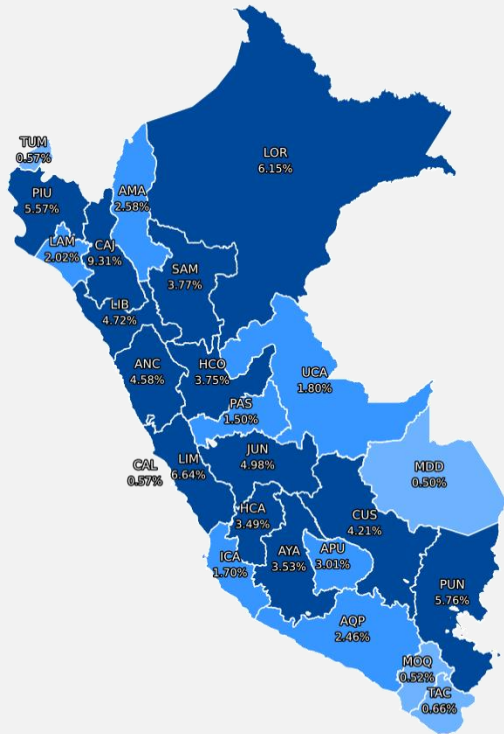 LOR
6.15%
TUM
0.57%
PIU
5.57%
AMA
2.58%
LAM
2.02%
CAJ
9.31%
SAM
3.77%
LIB
4.72%
ANC
4.58%
HCO
3.75%
UCA
1.80%
PAS
1.50%
CAL
0.57%
LIM
6.64%
JUN
4.98%
MDD
0.50%
HCA
3.49%
CUS
4.21%
ICA
1.70%
AYA
3.53%
APU
3.01%
PUN
5.76%
AQP
2.46%
MOQ
0.52%
TAC
0.66%